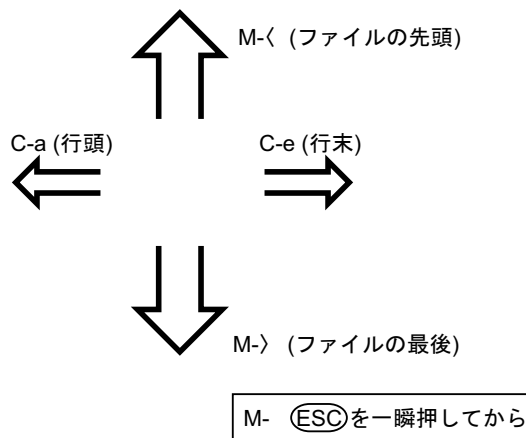 M-〈 (ファイルの先頭)
C-a (行頭)
C-e (行末)
M-〉 (ファイルの最後)
M- ESCを一瞬押してから